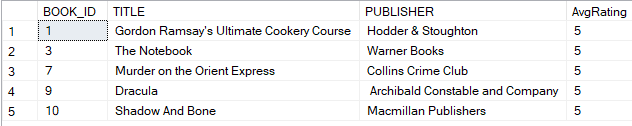 BOOK_ID TITLE PUBLISHER AvgRating
1 1 Gordon Ramsay's Ultimate Cookery Course Hodder & Stoughton 5
2 3 The Notebook Warner Books 5
3 7 Murder on the Orient Express Collins Crime Club 5
4 9 Dracula Archibald Constable and Company 5
5 10 Shadow And Bone Macmillan Publishers 5